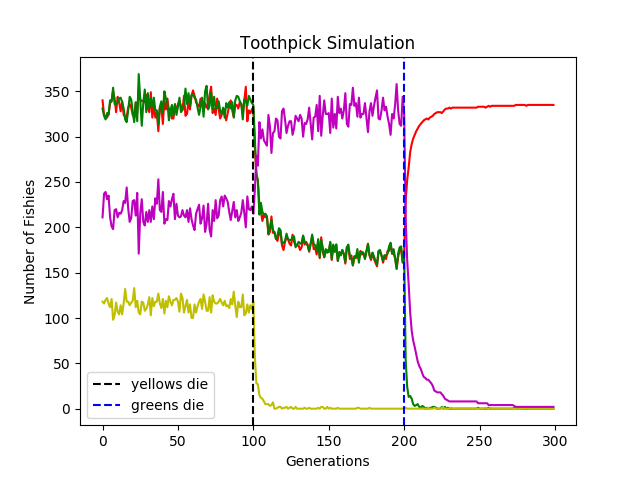 Toothpick Simulation
Number of Fishies
350
300
250
200
150
100
50
0
yellows die
greens die
0 50 100 150 200 250 300
Generations